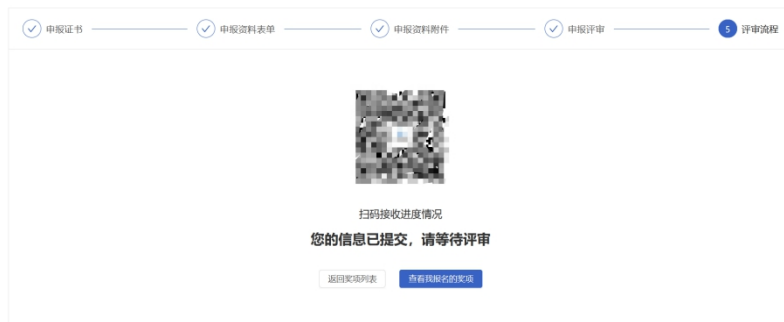 申报证书 申报资料表单 申报资料附件 申报评审 5 评审流程
扫码接收进度情况
您的信息已提交，请等待评审
返回奖项列表 查看我报名的奖项